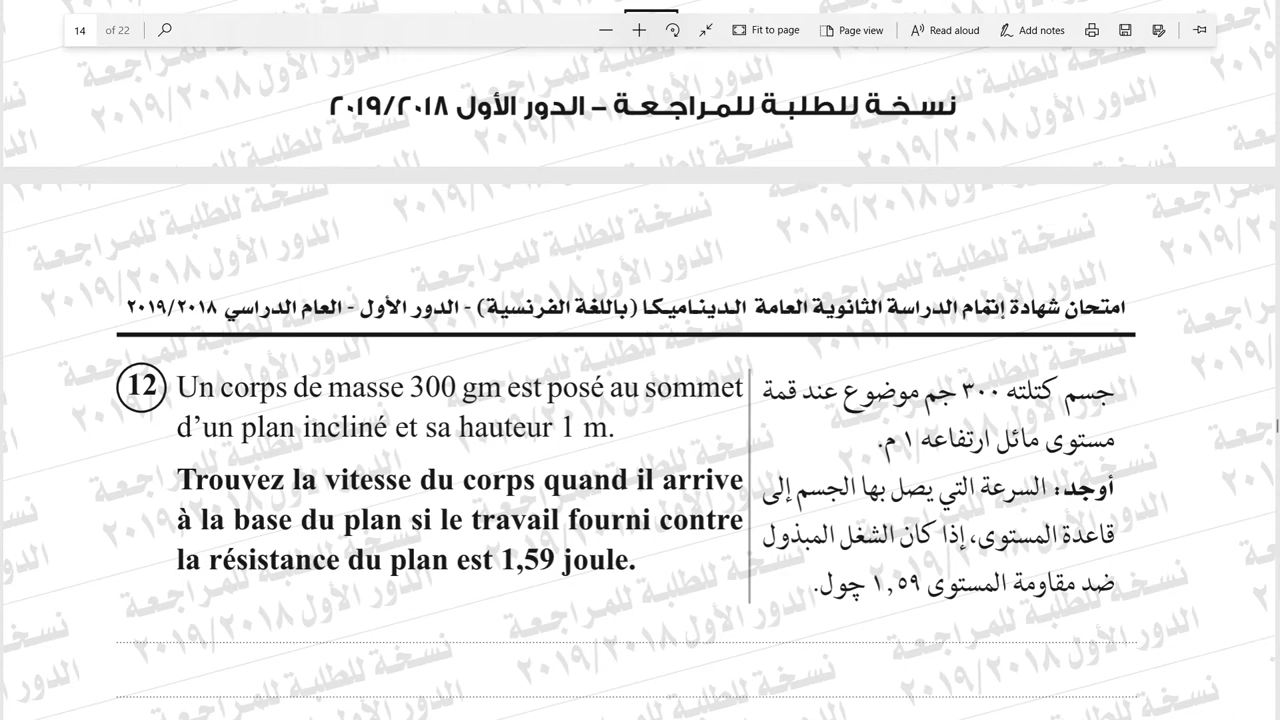 14 of 22 Fit to page Page view Read aloud Add notes
نسخة للطلبة للمراجعة – الدور الأول ٢٠١٩/٢٠١٨
امتحان شهادة إتمام الدراسة الثانوية العامة الديناميكا (باللغة الفرنسية) - الدور الأول - العام الدراسي ٢٠١٩/٢٠١٨
12 Un corps de masse 300 gm est posé au sommet
d'un plan incliné et sa hauteur 1 m.
Trouvez la vitesse du corps quand il arrive
à la base du plan si le travail fourni contre
la résistance du plan est 1,59 joule.
جسم كتلته ٣٠٠ جم موضوع عند قمة
مستوى مائل ارتفاعه ١ م.
أوجد: السرعة التي يصل بها الجسم إلى
قاعدة المستوى، إذا كان الشغل المبذول
ضد مقاومة المستوى ١,٥٩ چول.